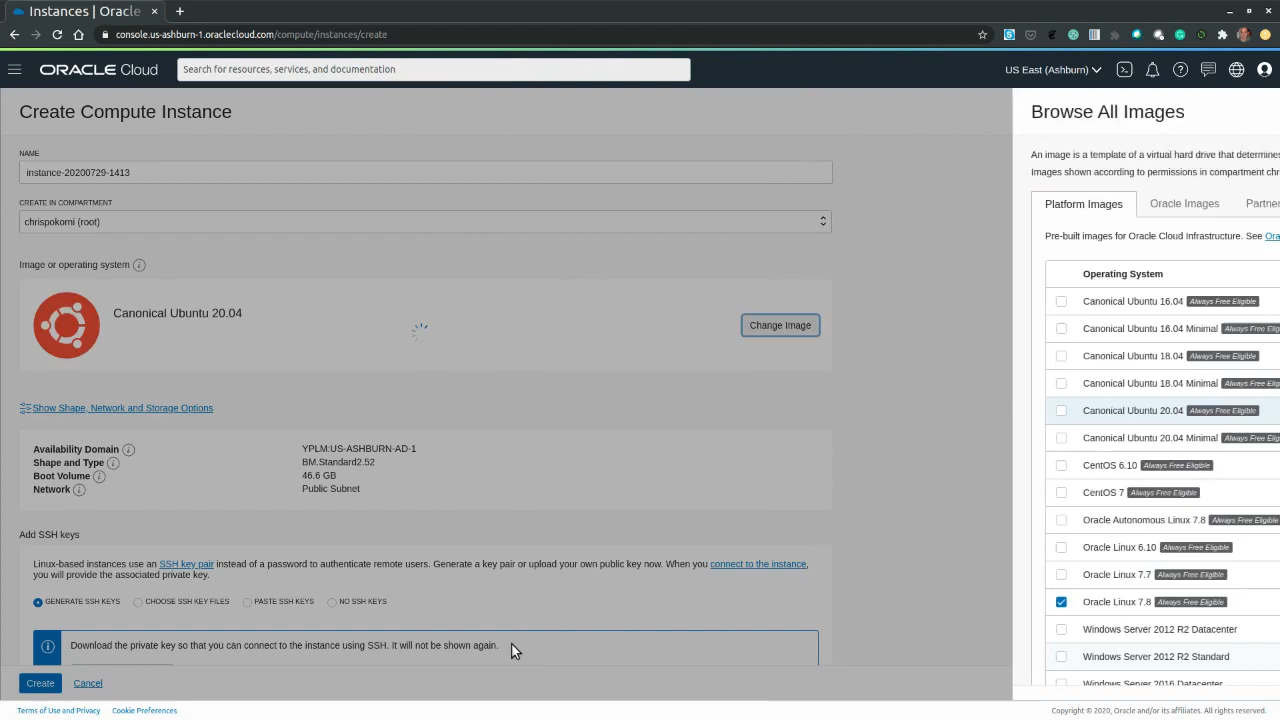 Instances | Oracle
console.us-ashburn-1.oraclecloud.com/compute/instances/create
ORACLE Cloud
Search for resources, services, and documentation
US East (Ashburn)
Create Compute Instance
NAME
instance-20200729-1413
CREATE IN COMPARTMENT
chrispokorni (root)
Image or operating system
Canonical Ubuntu 20.04
Change Image
Show Shape, Network and Storage Options
Availability Domain
YPLM:US-ASHBURN-AD-1
Shape and Type
BM.Standard2.52
Boot Volume
46.6 GB
Network
Public Subnet
Add SSH keys
Linux-based instances use an SSH key pair instead of a password to authenticate remote users. Generate a key pair or upload your own public key now. When you connect to the instance,
you will provide the associated private key.
GENERATE SSH KEYS CHOOSE SSH KEY FILES PASTE SSH KEYS NO SSH KEYS
Download the private key so that you can connect to the instance using SSH. It will not be shown again.
Create Cancel
Browse All Images
An image is a template of a virtual hard drive that determines
Images shown according to permissions in compartment chr
Platform Images Oracle Images Partner
Pre-built images for Oracle Cloud Infrastructure. See Ora
Operating System
Canonical Ubuntu 16.04 Always Free Eligible
Canonical Ubuntu 16.04 Minimal Always Free Elig
Canonical Ubuntu 18.04 Always Free Eligible
Canonical Ubuntu 18.04 Minimal Always Free Elig
Canonical Ubuntu 20.04 Always Free Eligible
Canonical Ubuntu 20.04 Minimal Always Free Elig
CentOS 6.10 Always Free Eligible
CentOS 7 Always Free Eligible
Oracle Autonomous Linux 7.8 Always Free Eligible
Oracle Linux 6.10 Always Free Eligible
Oracle Linux 7.7 Always Free Eligible
Oracle Linux 7.8 Always Free Eligible
Windows Server 2012 R2 Datacenter
Windows Server 2012 R2 Standard
Windows Server 2016 Datacenter
Terms of Use and Privacy Cookie Preferences
Copyright © 2020, Oracle and/or its affiliates. All rights reserved.